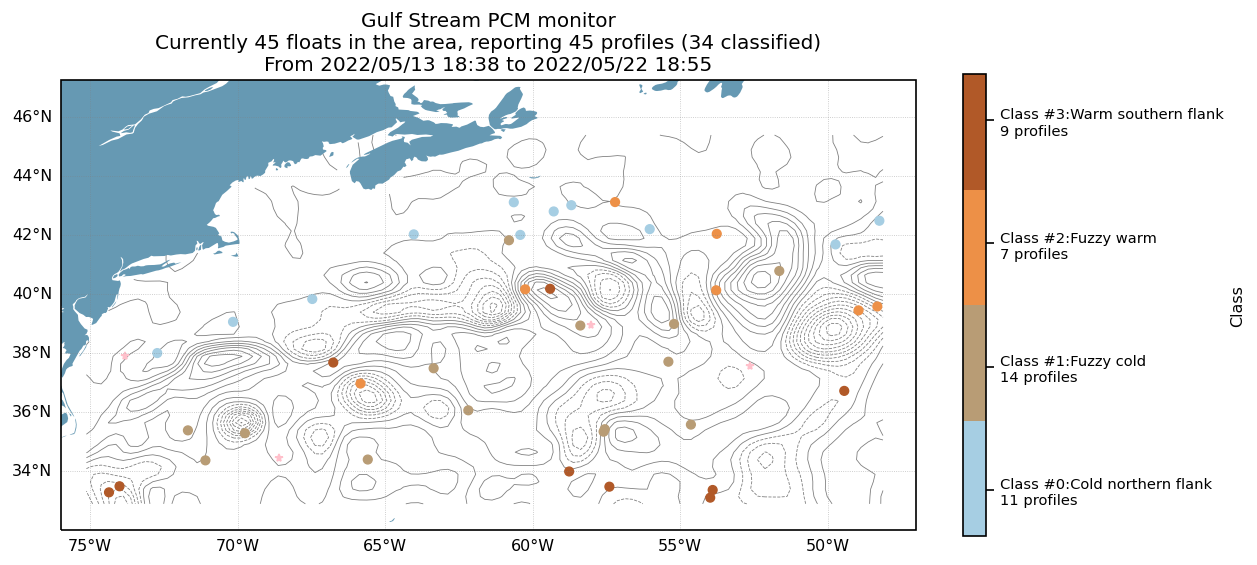 Gulf Stream PCM monitor
Currently 45 floats in the area, reporting 45 profiles (34 classified)
From 2022/05/13 18:38 to 2022/05/22 18:55
46°N
44°N
42°N
40°N
38°N
36°N
34°N
75°W
70°W
65°W
60°W
55°W
50°W
Class #3:Warm southern flank
9 profiles
Class #2:Fuzzy warm
7 profiles
Class #1:Fuzzy cold
14 profiles
Class #0:Cold northern flank
11 profiles
Class